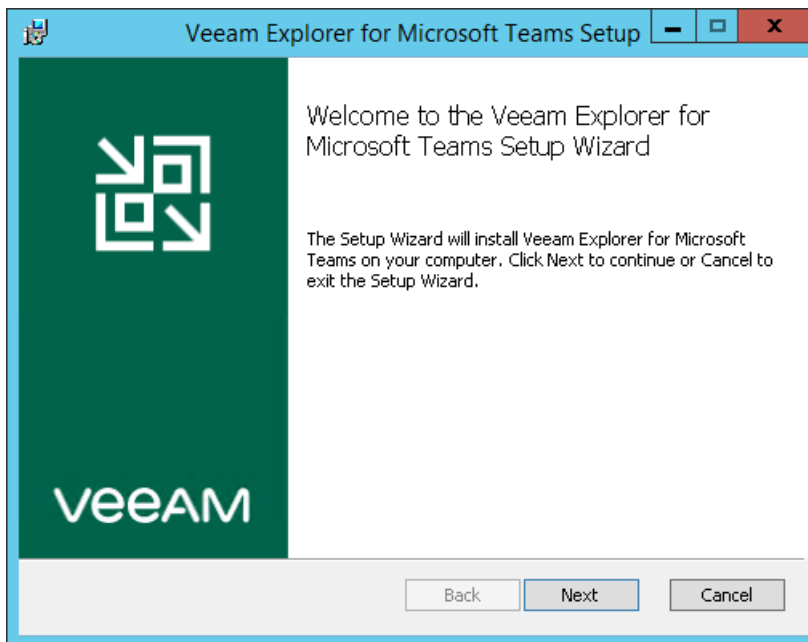 Veeam Explorer for Microsoft Teams Setup
Welcome to the Veeam Explorer for
Microsoft Teams Setup Wizard
The Setup Wizard will install Veeam Explorer for Microsoft
Teams on your computer. Click Next to continue or Cancel to
exit the Setup Wizard.
veeAM
Back
Next
Cancel